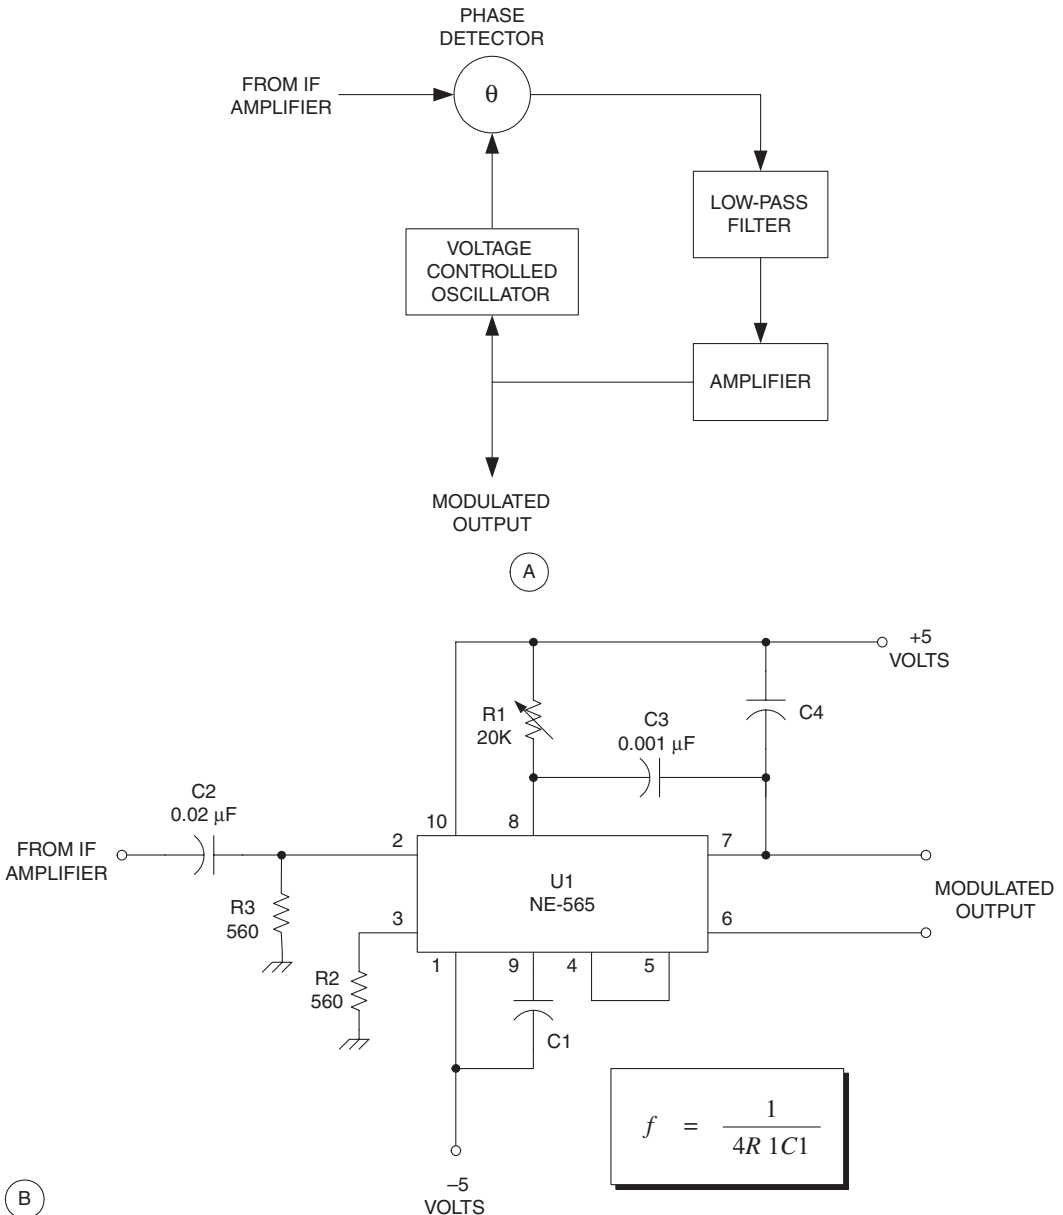 PHASE
DETECTOR
FROM IF
AMPLIFIER
θ
LOW-PASS
FILTER
VOLTAGE
CONTROLLED
OSCILLATOR
AMPLIFIER
MODULATED
OUTPUT
A
+5
VOLTS
R1
20K
C3
0.001 µF
C4
C2
0.02 µF
10
8
FROM IF
AMPLIFIER
2
7
U1
NE-565
MODULATED
OUTPUT
R3
560
3
6
R2
560
1
9
4
5
C1
f = 1
4R 1C1
–5
VOLTS
B